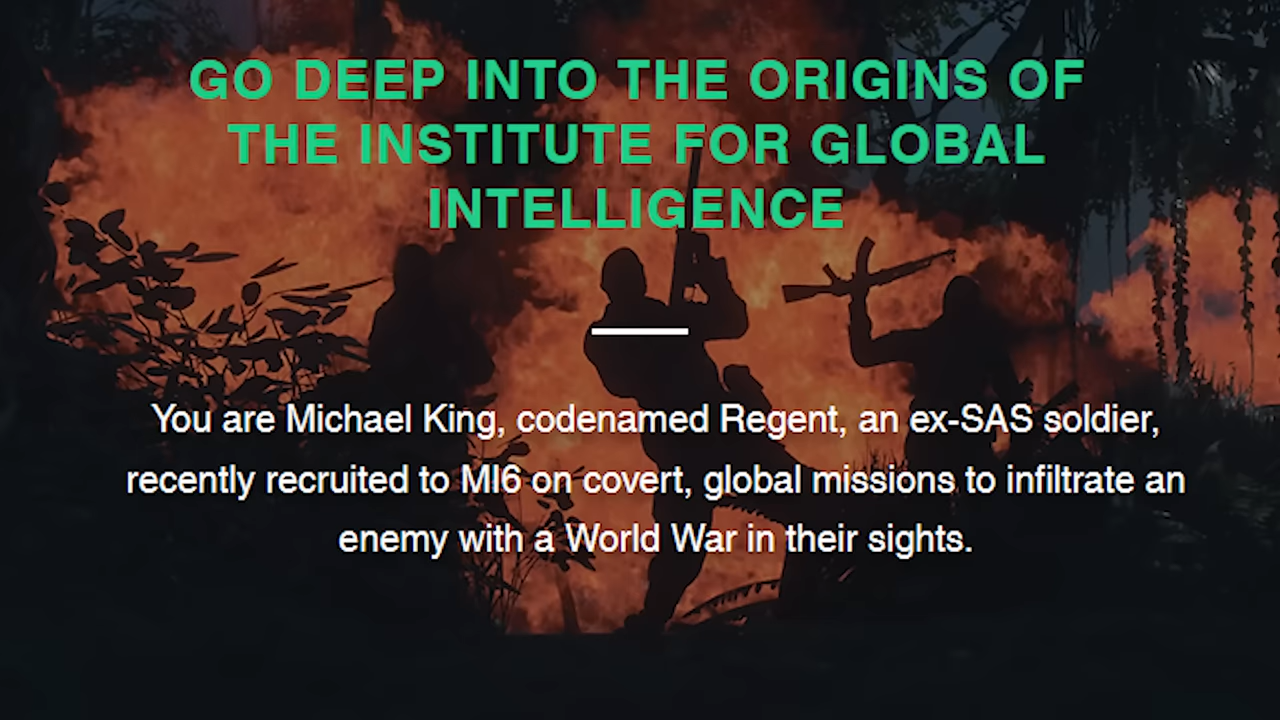 GO DEEP INTO THE ORIGINS OF
THE INSTITUTE FOR GLOBAL
INTELLIGENCE
You are Michael King, codenamed Regent, an ex-SAS soldier,
recently recruited to MI6 on covert, global missions to infiltrate an
enemy with a World War in their sights.